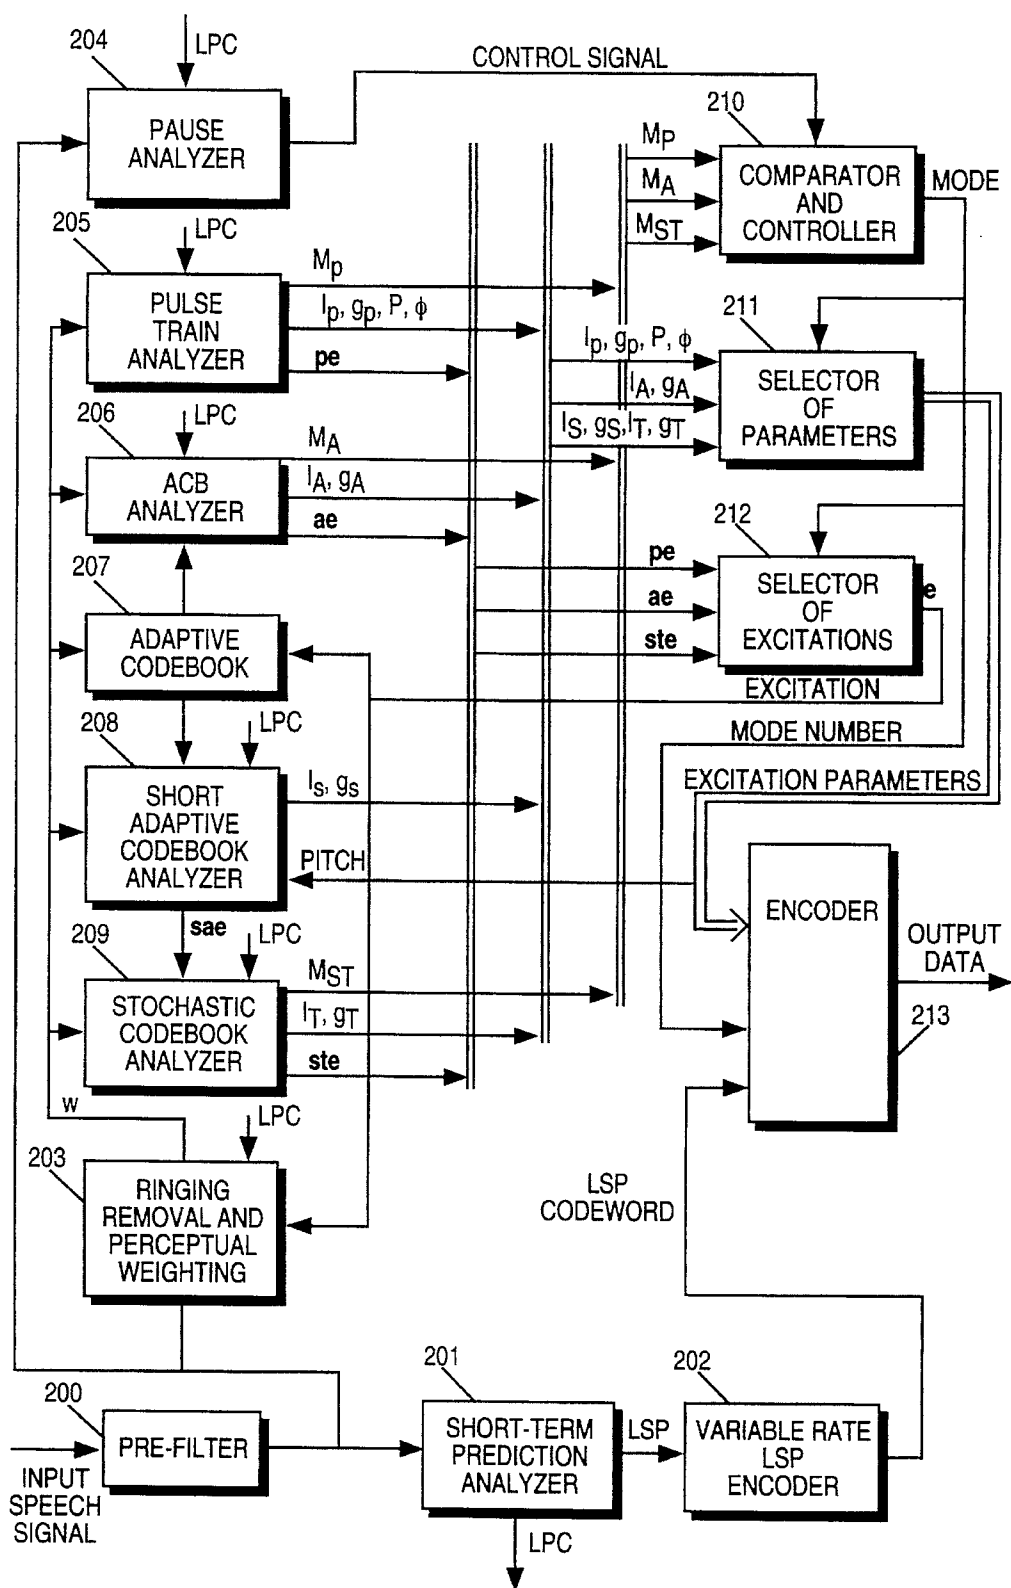 204
LPC
CONTROL SIGNAL
PAUSE
ANALYZER
210
MP
MA
MST
COMPARATOR
AND
CONTROLLER
MODE
205
LPC
PULSE
TRAIN
ANALYZER
Mp
Ip, gp, P, ϕ
pe
211
Ip, gp, P, ϕ
IA, gA
IS, gS, IT, gT
SELECTOR
OF
PARAMETERS
206
LPC
ACB
ANALYZER
MA
IA, gA
ae
212
pe
ae
ste
SELECTOR
OF
EXCITATIONS
e
207
ADAPTIVE
CODEBOOK
EXCITATION
MODE NUMBER
EXCITATION PARAMETERS
208
LPC
SHORT
ADAPTIVE
CODEBOOK
ANALYZER
Is, gs
PITCH
sae
ENCODER
OUTPUT
DATA
213
209
LPC
STOCHASTIC
CODEBOOK
ANALYZER
MST
IT, gT
ste
w
LPC
203
RINGING
REMOVAL AND
PERCEPTUAL
WEIGHTING
LSP
CODEWORD
200
PRE-FILTER
INPUT
SPEECH
SIGNAL
201
SHORT-TERM
PREDICTION
ANALYZER
LSP
LPC
202
VARIABLE RATE
LSP
ENCODER